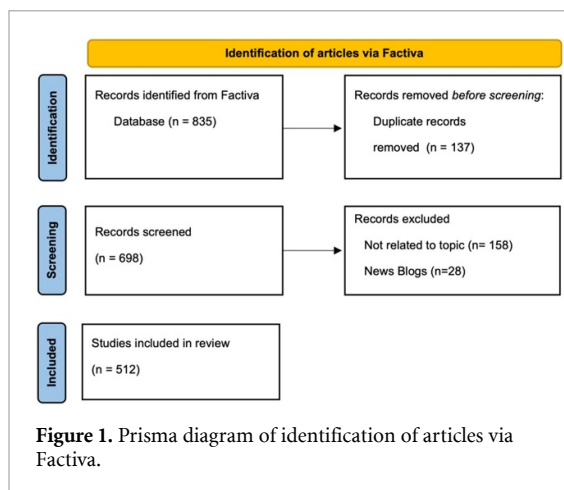 Identification of articles via Factiva
Identification
Records identified from Factiva
Database (n = 835)
Records removed before screening:
Duplicate records
removed (n = 137)
Screening
Records screened
(n = 698)
Records excluded
Not related to topic (n= 158)
News Blogs (n=28)
Included
Studies included in review
(n = 512)
Figure 1. Prisma diagram of identification of articles via
Factiva.